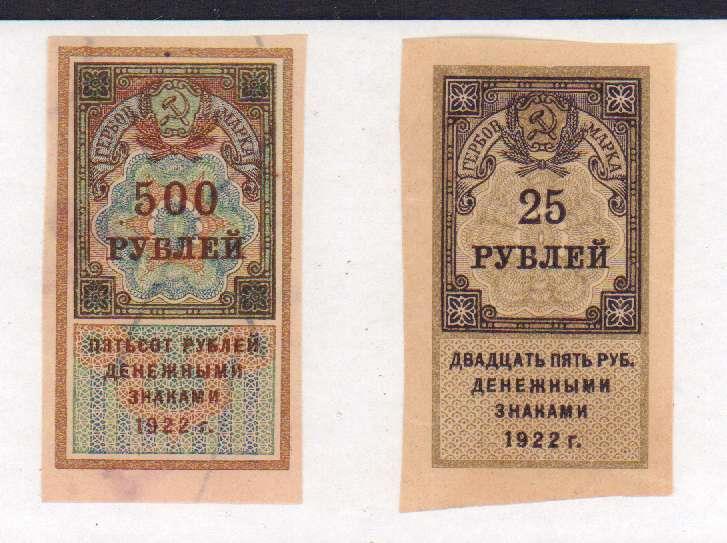 ГЕРБОВ. МАРКА
500
РУБЛЕЙ
ПЯТЬСОТ РУБЛЕЙ
ДЕНЕЖНЫМИ
ЗНАКАМИ
1922 г.
ГЕРБОВ. МАРКА
25
РУБЛЕЙ
ДВАДЦАТЬ ПЯТЬ РУБ.
ДЕНЕЖНЫМИ
ЗНАКАМИ
1922 г.